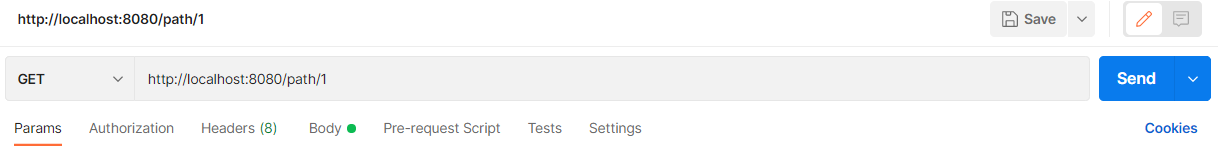 http://localhost:8080/path/1 Save
GET http://localhost:8080/path/1 Send
Params Authorization Headers (8) Body Pre-request Script Tests Settings Cookies